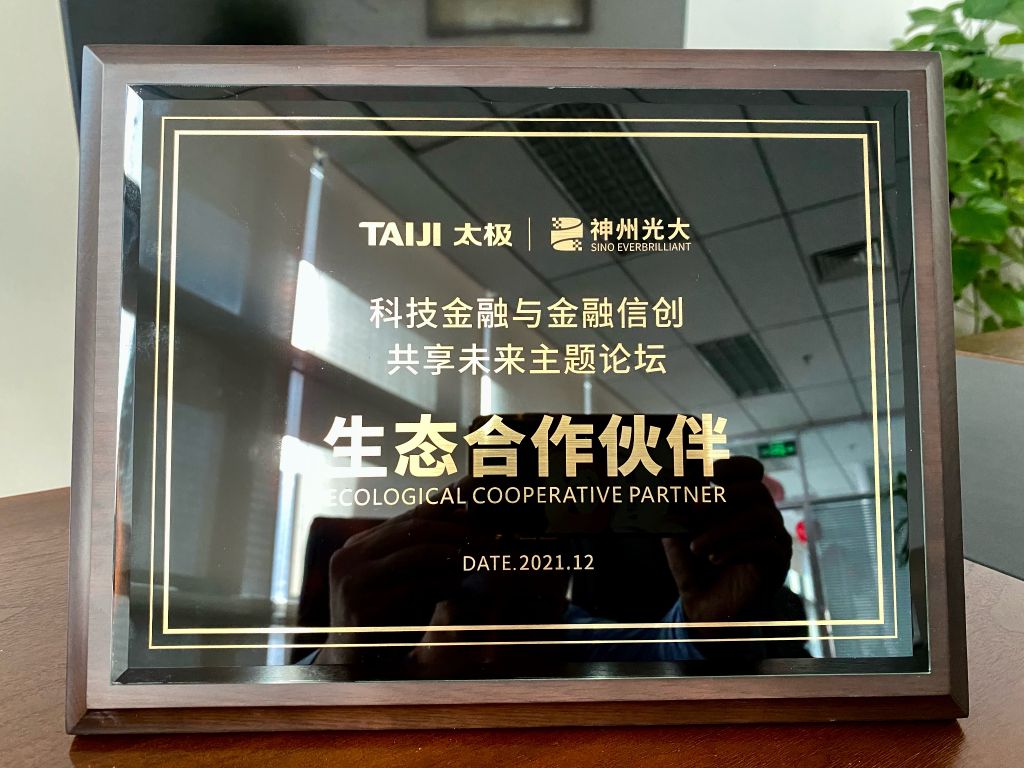 TAIJI 太极 | 神州光大
SINO EVERBRILLIANT
科技金融与金融信创
共享未来主题论坛
生态合作伙伴
ECOLOGICAL COOPERATIVE PARTNER
DATE.2021.12